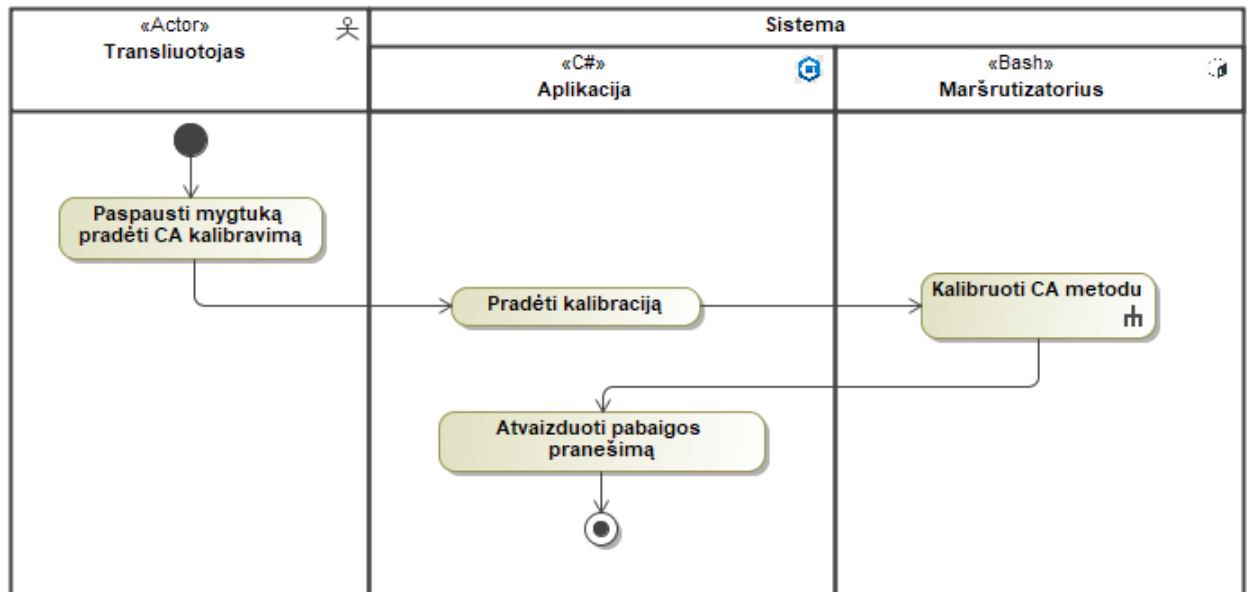 «Actor»
Transliuotojas
Sistema
«C#»
Aplikacija
«Bash»
Maršrutizatorius
Paspausti mygtuką
pradėti CA kalibravimą
Pradėti kalibraciją
Kalibruoti CA metodu
Atvaizduoti pabaigos
pranešimą